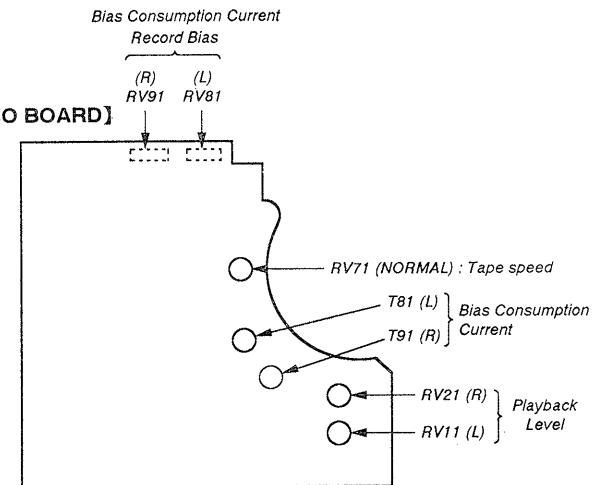 Bias Consumption Current
Record Bias
(R) (L)
RV91 RV81
O BOARD】
RV71 (NORMAL) : Tape speed
T81 (L)
T91 (R)
Bias Consumption
Current
RV21 (R)
RV11 (L)
Playback
Level